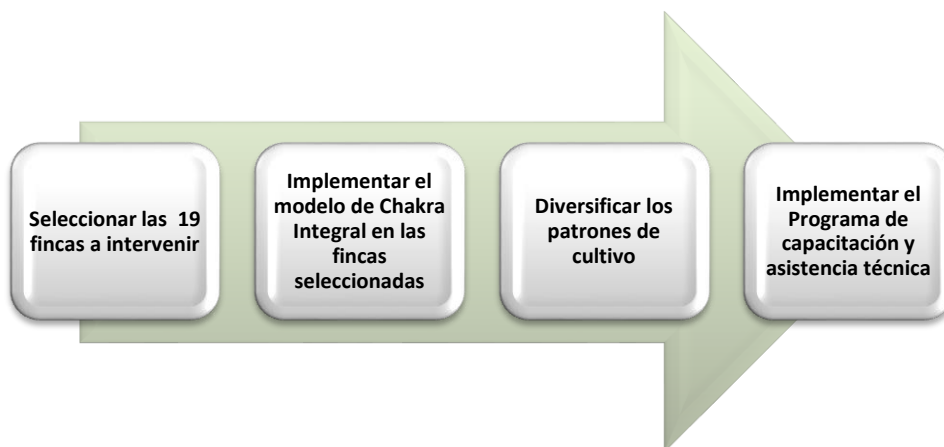 Seleccionar las 19
fincas a intervenir
Implementar el
modelo de Chakra
Integral en las
fincas
seleccionadas
Diversificar los
patrones de
cultivo
Implementar el
Programa de
capacitación y
asistencia técnica